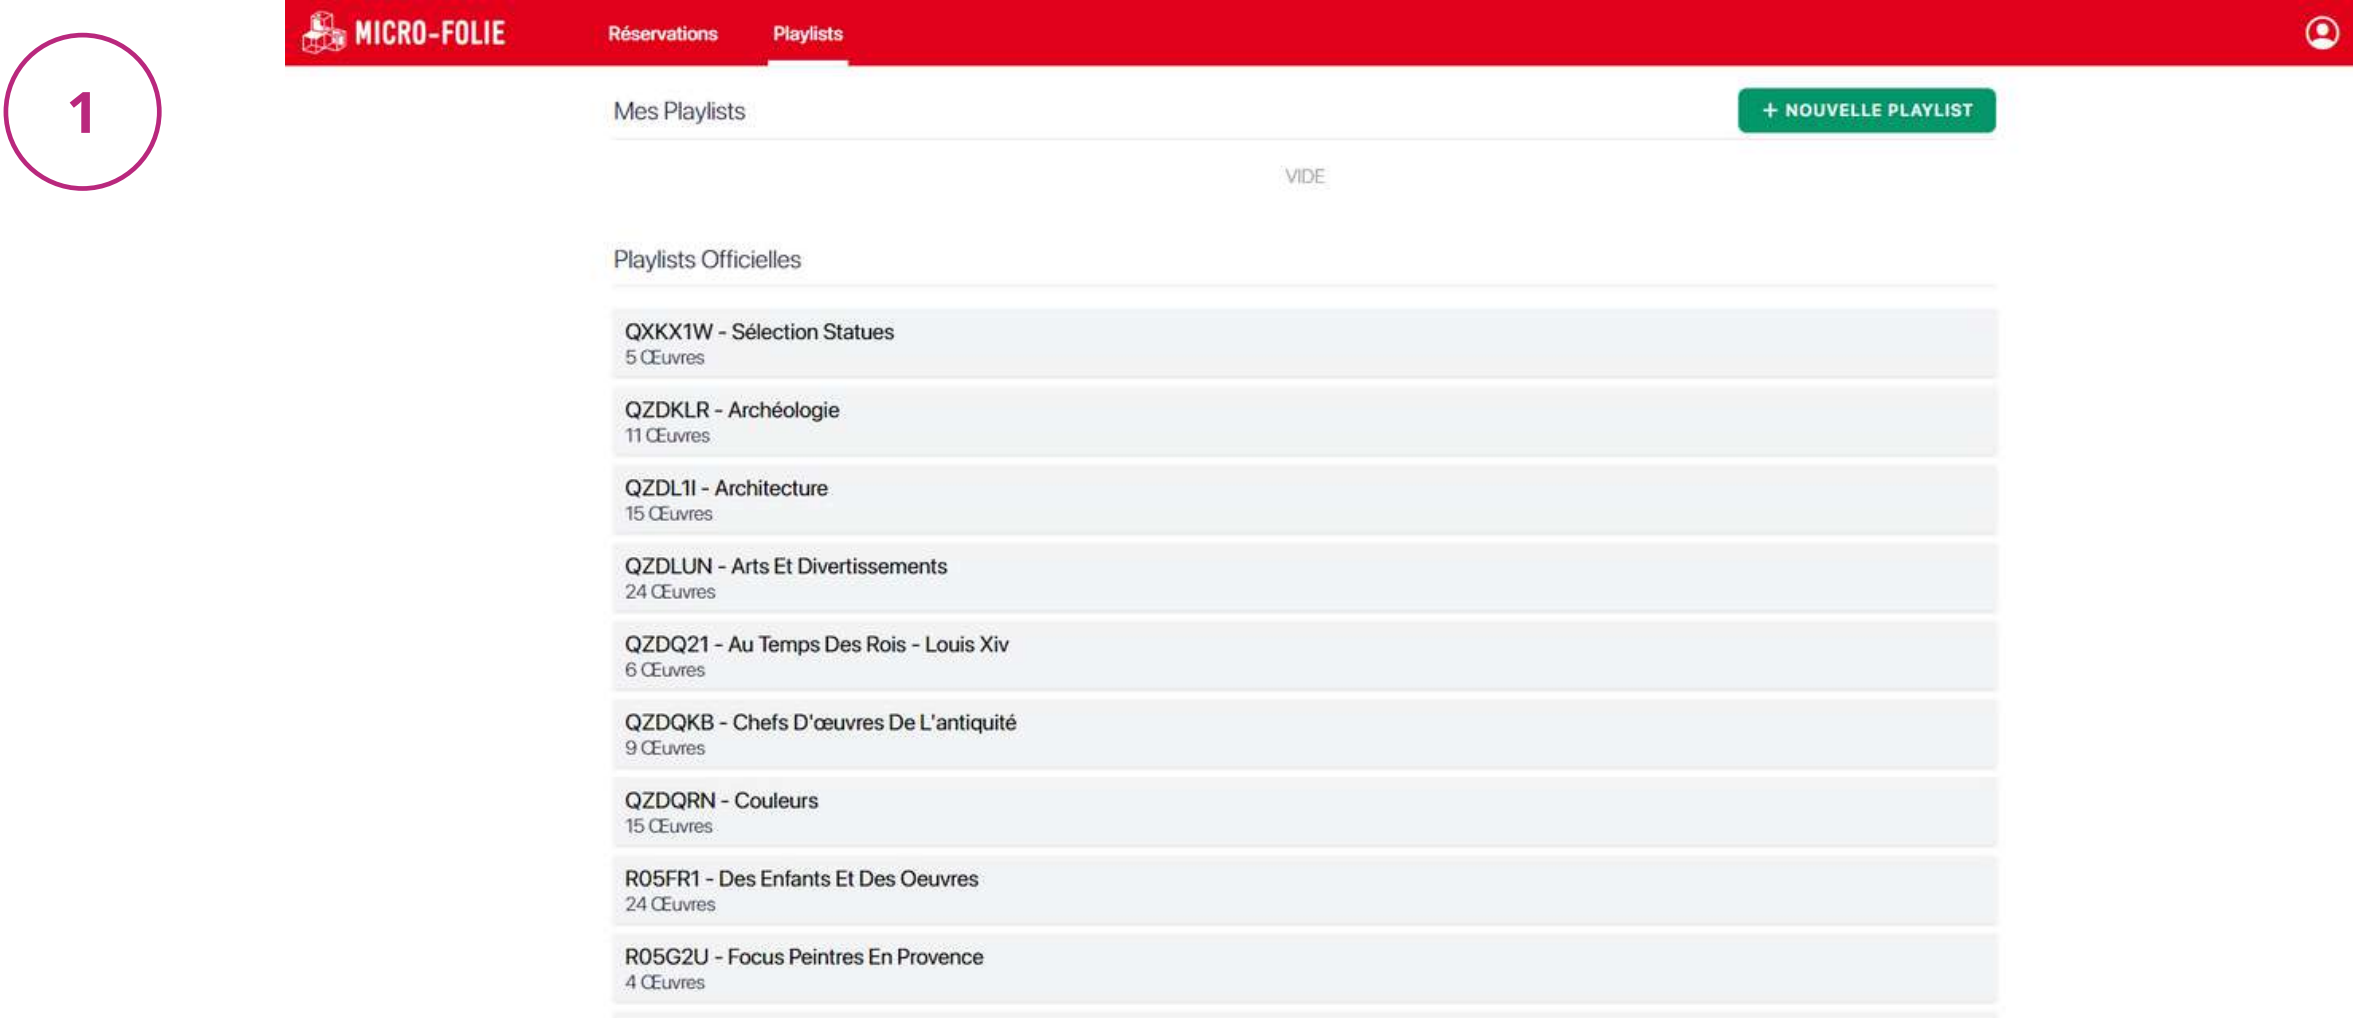 1
MICRO-FOLIE
Réservations
Playlists
Mes Playlists
+ NOUVELLE PLAYLIST
VIDE
Playlists Officielles
QXKX1W - Sélection Statues
5 Œuvres
QZDKLR - Archéologie
11 Œuvres
QZDL1I - Architecture
15 Œuvres
QZDLUN - Arts Et Divertissements
24 Œuvres
QZDQ21 - Au Temps Des Rois - Louis Xiv
6 Œuvres
QZDQKB - Chefs D'œuvres De L'antiquité
9 Œuvres
QZDQRN - Couleurs
15 Œuvres
R05FR1 - Des Enfants Et Des Oeuvres
24 Œuvres
R05G2U - Focus Peintres En Provence
4 Œuvres